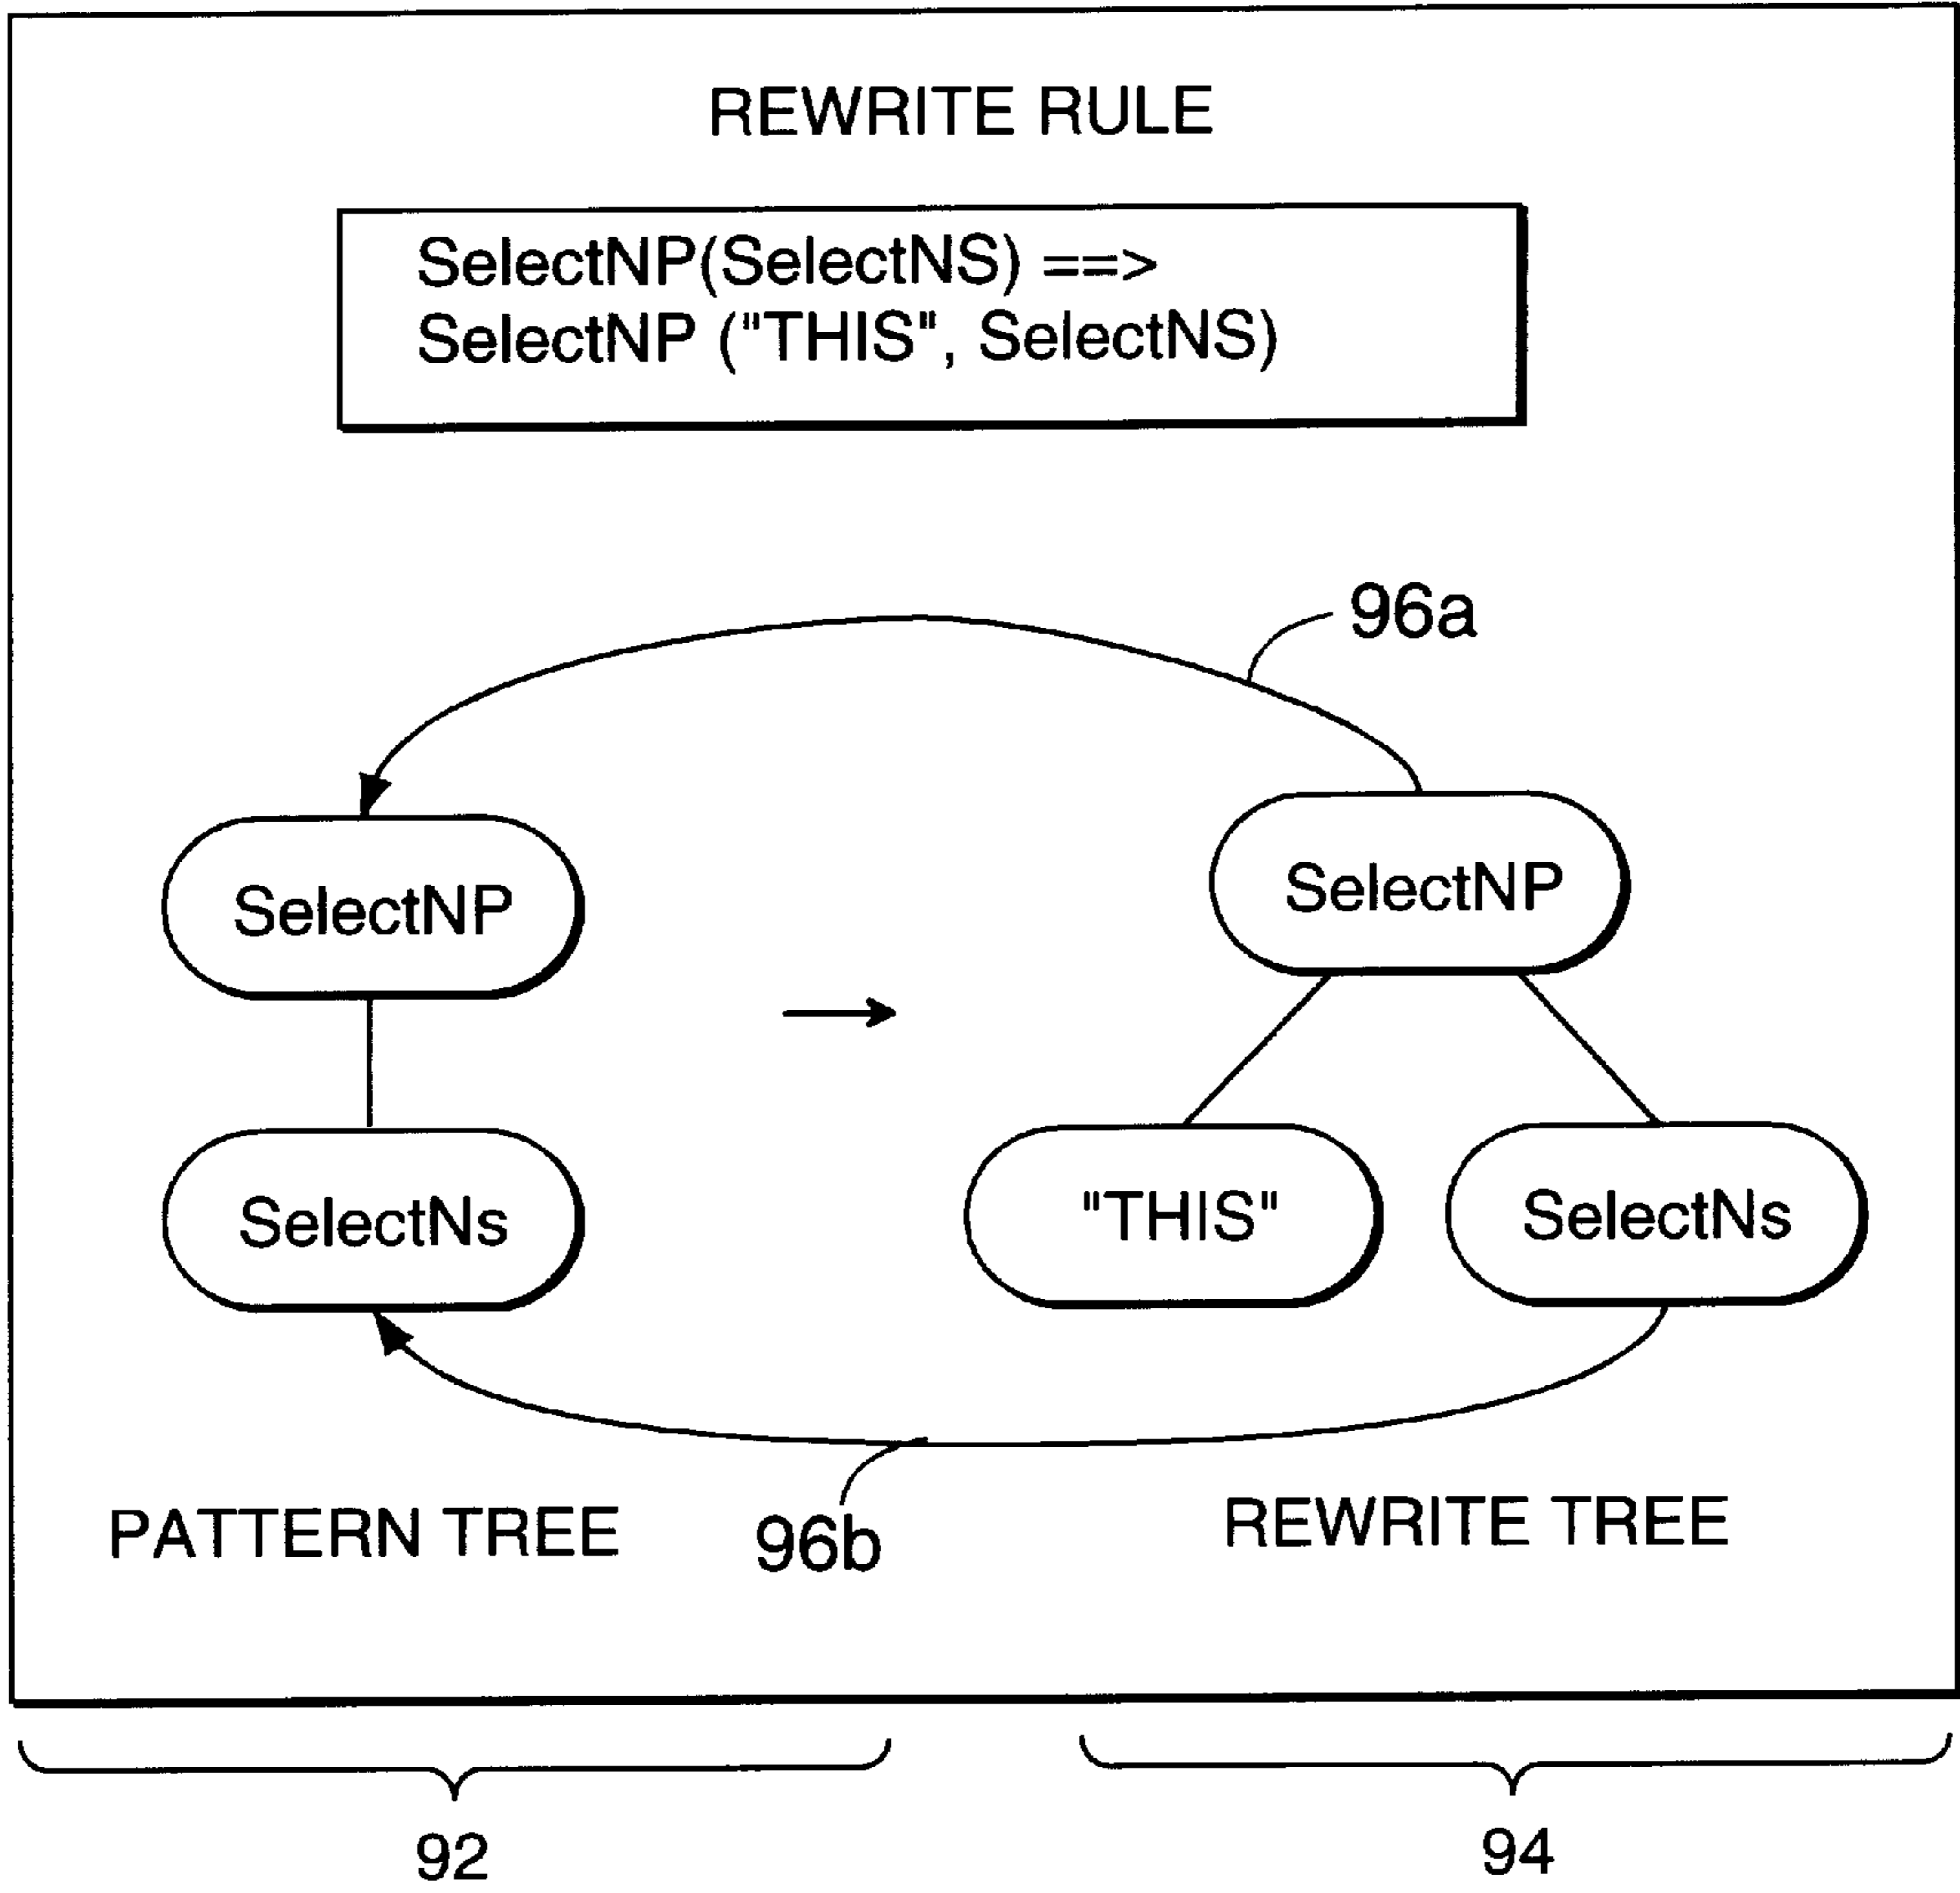 REWRITE RULE
SelectNP(SelectNS) ==>
SelectNP ("THIS", SelectNS)
96a
SelectNP
SelectNP
SelectNs
"THIS"
SelectNs
PATTERN TREE
96b
REWRITE TREE
92
94